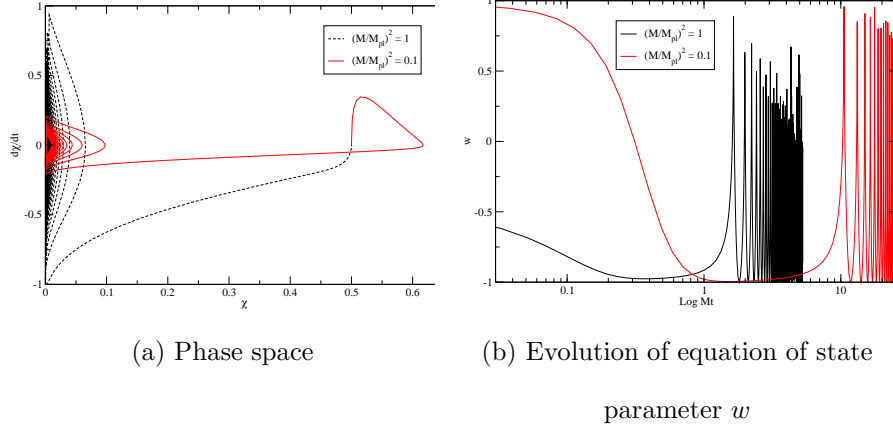 1
0.5
0
-0.5
-1
dχ/dt
0
0.1
0.2
0.3
0.4
0.5
0.6
χ
(M/M_pl)^2 = 1
(M/M_pl)^2 = 0.1
(a) Phase space
1
0.5
0
-0.5
-1
w
0.1
1
10
Log Mt
(M/M_pl)^2 = 1
(M/M_pl)^2 = 0.1
(b) Evolution of equation of state
parameter w